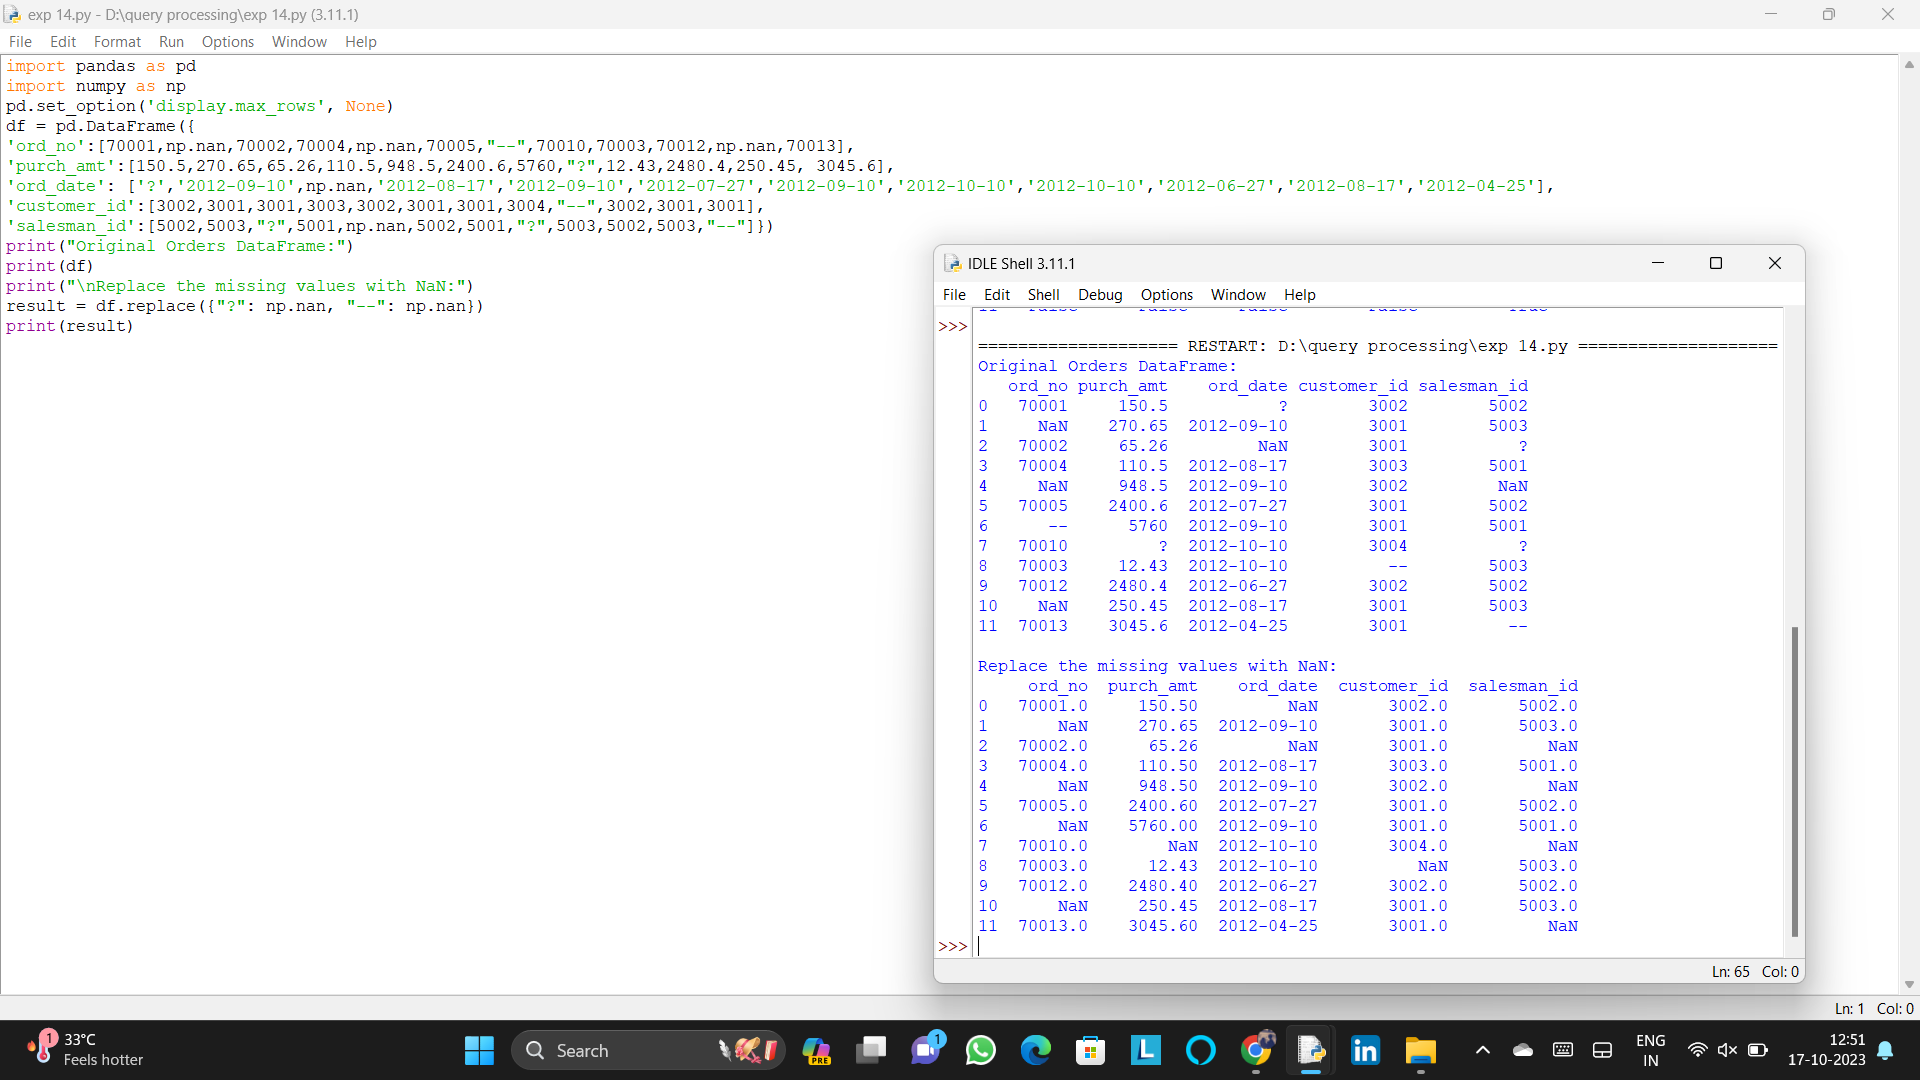 exp 14.py - D:\query processing\exp 14.py (3.11.1)
File Edit Format Run Options Window Help
import pandas as pd
import numpy as np
pd.set_option('display.max_rows', None)
df = pd.DataFrame({
'ord_no':[70001,np.nan,70002,70004,np.nan,70005,"--",70010,70003,70012,np.nan,70013],
'purch_amt':[150.5,270.65,65.26,110.5,948.5,2400.6,5760,"?",12.43,2480.4,250.45, 3045.6],
'ord_date': ['?','2012-09-10',np.nan,'2012-08-17','2012-09-10','2012-07-27','2012-09-10','2012-10-10','2012-10-10','2012-06-27','2012-08-17','2012-04-25'],
'customer_id':[3002,3001,3001,3003,3002,3001,3001,3004,"--",3002,3001,3001],
'salesman_id':[5002,5003,"?",5001,np.nan,5002,5001,"?",5003,5002,5003,"--"]})
print("Original Orders DataFrame:")
print(df)
print("\nReplace the missing values with NaN:")
result = df.replace({"?": np.nan, "--": np.nan})
print(result)
IDLE Shell 3.11.1
File Edit Shell Debug Options Window Help
>>>
==================== RESTART: D:\query processing\exp 14.py ====================
Original Orders DataFrame:
ord_no purch_amt ord_date customer_id salesman_id
0 70001 150.5 ? 3002 5002
1 NaN 270.65 2012-09-10 3001 5003
2 70002 65.26 NaN 3001 ?
3 70004 110.5 2012-08-17 3003 5001
4 NaN 948.5 2012-09-10 3002 NaN
5 70005 2400.6 2012-07-27 3001 5002
6 -- 5760 2012-09-10 3001 5001
7 70010 ? 2012-10-10 3004 ?
8 70003 12.43 2012-10-10 -- 5003
9 70012 2480.4 2012-06-27 3002 5002
10 NaN 250.45 2012-08-17 3001 5003
11 70013 3045.6 2012-04-25 3001 --
Replace the missing values with NaN:
ord_no purch_amt ord_date customer_id salesman_id
0 70001.0 150.50 NaN 3002.0 5002.0
1 NaN 270.65 2012-09-10 3001.0 5003.0
2 70002.0 65.26 NaN 3001.0 NaN
3 70004.0 110.50 2012-08-17 3003.0 5001.0
4 NaN 948.50 2012-09-10 3002.0 NaN
5 70005.0 2400.60 2012-07-27 3001.0 5002.0
6 NaN 5760.00 2012-09-10 3001.0 5001.0
7 70010.0 NaN 2012-10-10 3004.0 NaN
8 70003.0 12.43 2012-10-10 NaN 5003.0
9 70012.0 2480.40 2012-06-27 3002.0 5002.0
10 NaN 250.45 2012-08-17 3001.0 5003.0
11 70013.0 3045.60 2012-04-25 3001.0 NaN
>>>
Ln: 65 Col: 0
Ln: 1 Col: 0
1
33°C
Feels hotter
Search
PRE
1
L
in
ENG
IN
12:51
17-10-2023